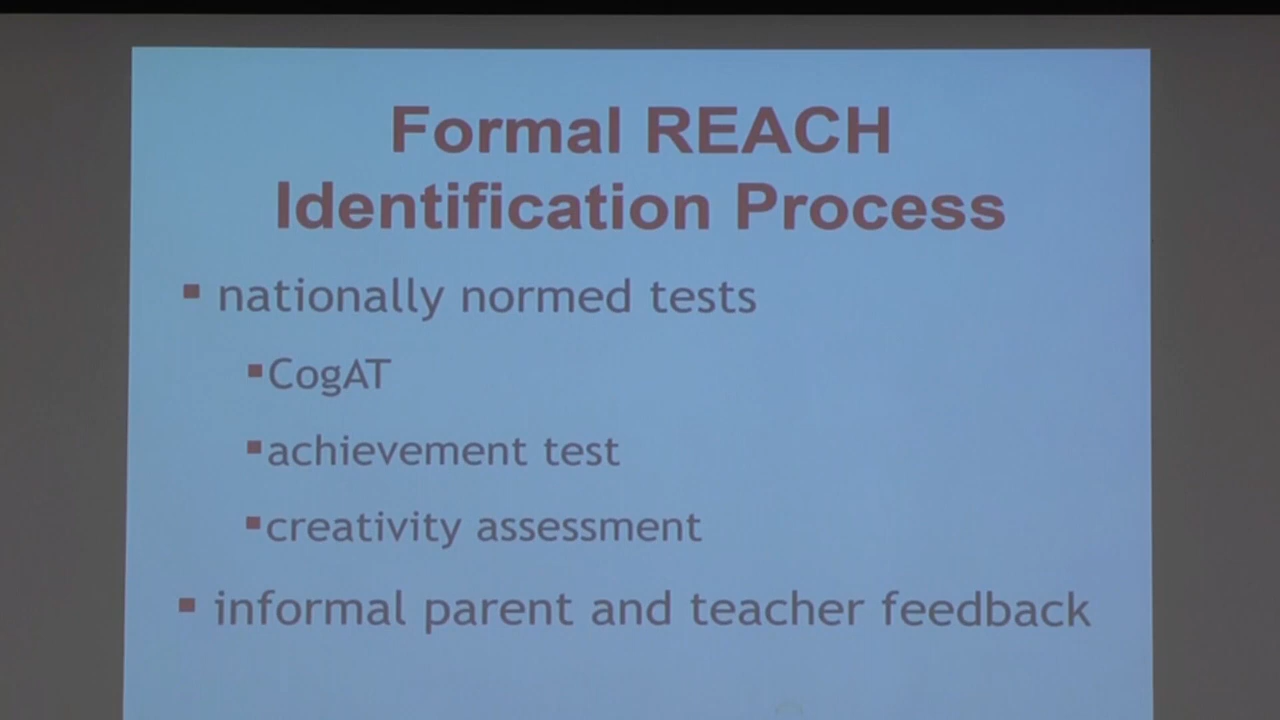 Formal REACH
Identification Process
▪ nationally normed tests
▪ CogAT
▪ achievement test
▪ creativity assessment
▪ informal parent and teacher feedback